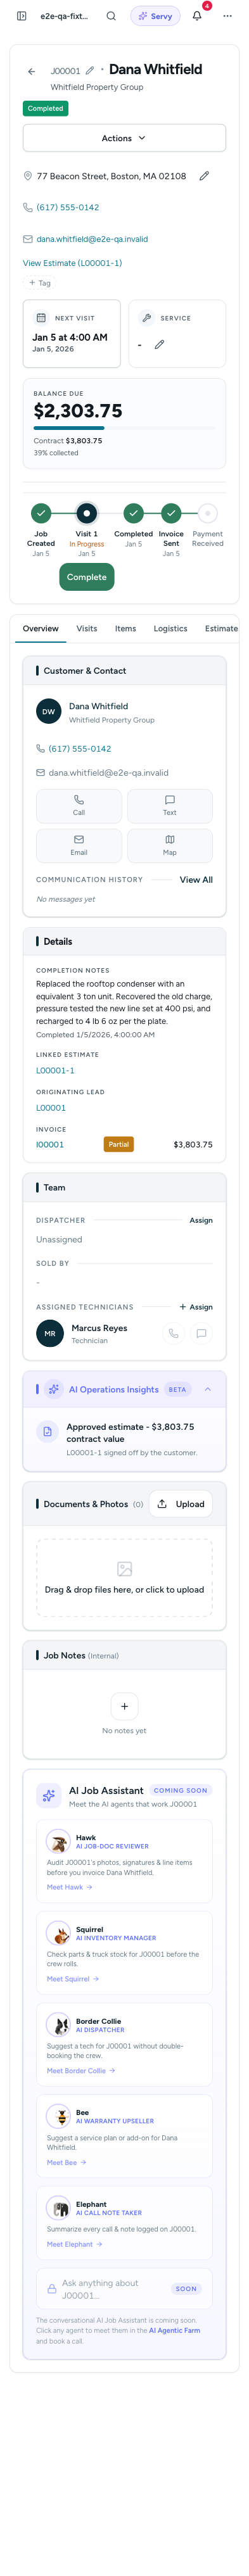 e2e-qa-fixt...
Servy
4
J00001 • Dana Whitfield
Whitfield Property Group
Completed
Actions
77 Beacon Street, Boston, MA 02108
(617) 555-0142
dana.whitfield@e2e-qa.invalid
View Estimate (L00001-1)
+ Tag
NEXT VISIT
Jan 5 at 4:00 AM
Jan 5, 2026
SERVICE
-
BALANCE DUE
$2,303.75
Contract $3,803.75
39% collected
Job Created
Jan 5
Visit 1
In Progress
Jan 5
Completed
Jan 5
Invoice Sent
Jan 5
Payment Received
Complete
Overview
Visits
Items
Logistics
Estimate
Customer & Contact
DW
Dana Whitfield
Whitfield Property Group
(617) 555-0142
dana.whitfield@e2e-qa.invalid
Call
Text
Email
Map
COMMUNICATION HISTORY
View All
No messages yet
Details
COMPLETION NOTES
Replaced the rooftop condenser with an
equivalent 3 ton unit. Recovered the old charge,
pressure tested the new line set at 400 psi, and
recharged to 4 lb 6 oz per the plate.
Completed 1/5/2026, 4:00:00 AM
LINKED ESTIMATE
L00001-1
ORIGINATING LEAD
L00001
INVOICE
I00001
Partial
$3,803.75
Team
DISPATCHER
Assign
Unassigned
SOLD BY
-
ASSIGNED TECHNICIANS
+ Assign
MR
Marcus Reyes
Technician
AI Operations Insights
BETA
Approved estimate - $3,803.75
contract value
L00001-1 signed off by the customer.
Documents & Photos (0)
Upload
Drag & drop files here, or click to upload
Job Notes (Internal)
+
No notes yet
AI Job Assistant
COMING SOON
Meet the AI agents that work J00001
Hawk
AI JOB-DOC REVIEWER
Audit J00001's photos, signatures & line items
before you invoice Dana Whitfield.
Meet Hawk →
Squirrel
AI INVENTORY MANAGER
Check parts & truck stock for J00001 before the
crew rolls.
Meet Squirrel →
Border Collie
AI DISPATCHER
Suggest a tech for J00001 without double-
booking the crew.
Meet Border Collie →
Bee
AI WARRANTY UPSELLER
Suggest a service plan or add-on for Dana
Whitfield.
Meet Bee →
Elephant
AI CALL NOTE TAKER
Summarize every call & note logged on J00001.
Meet Elephant →
Ask anything about
J00001...
SOON
The conversational AI Job Assistant is coming soon.
Click any agent to meet them in the AI Agentic Farm
and book a call.